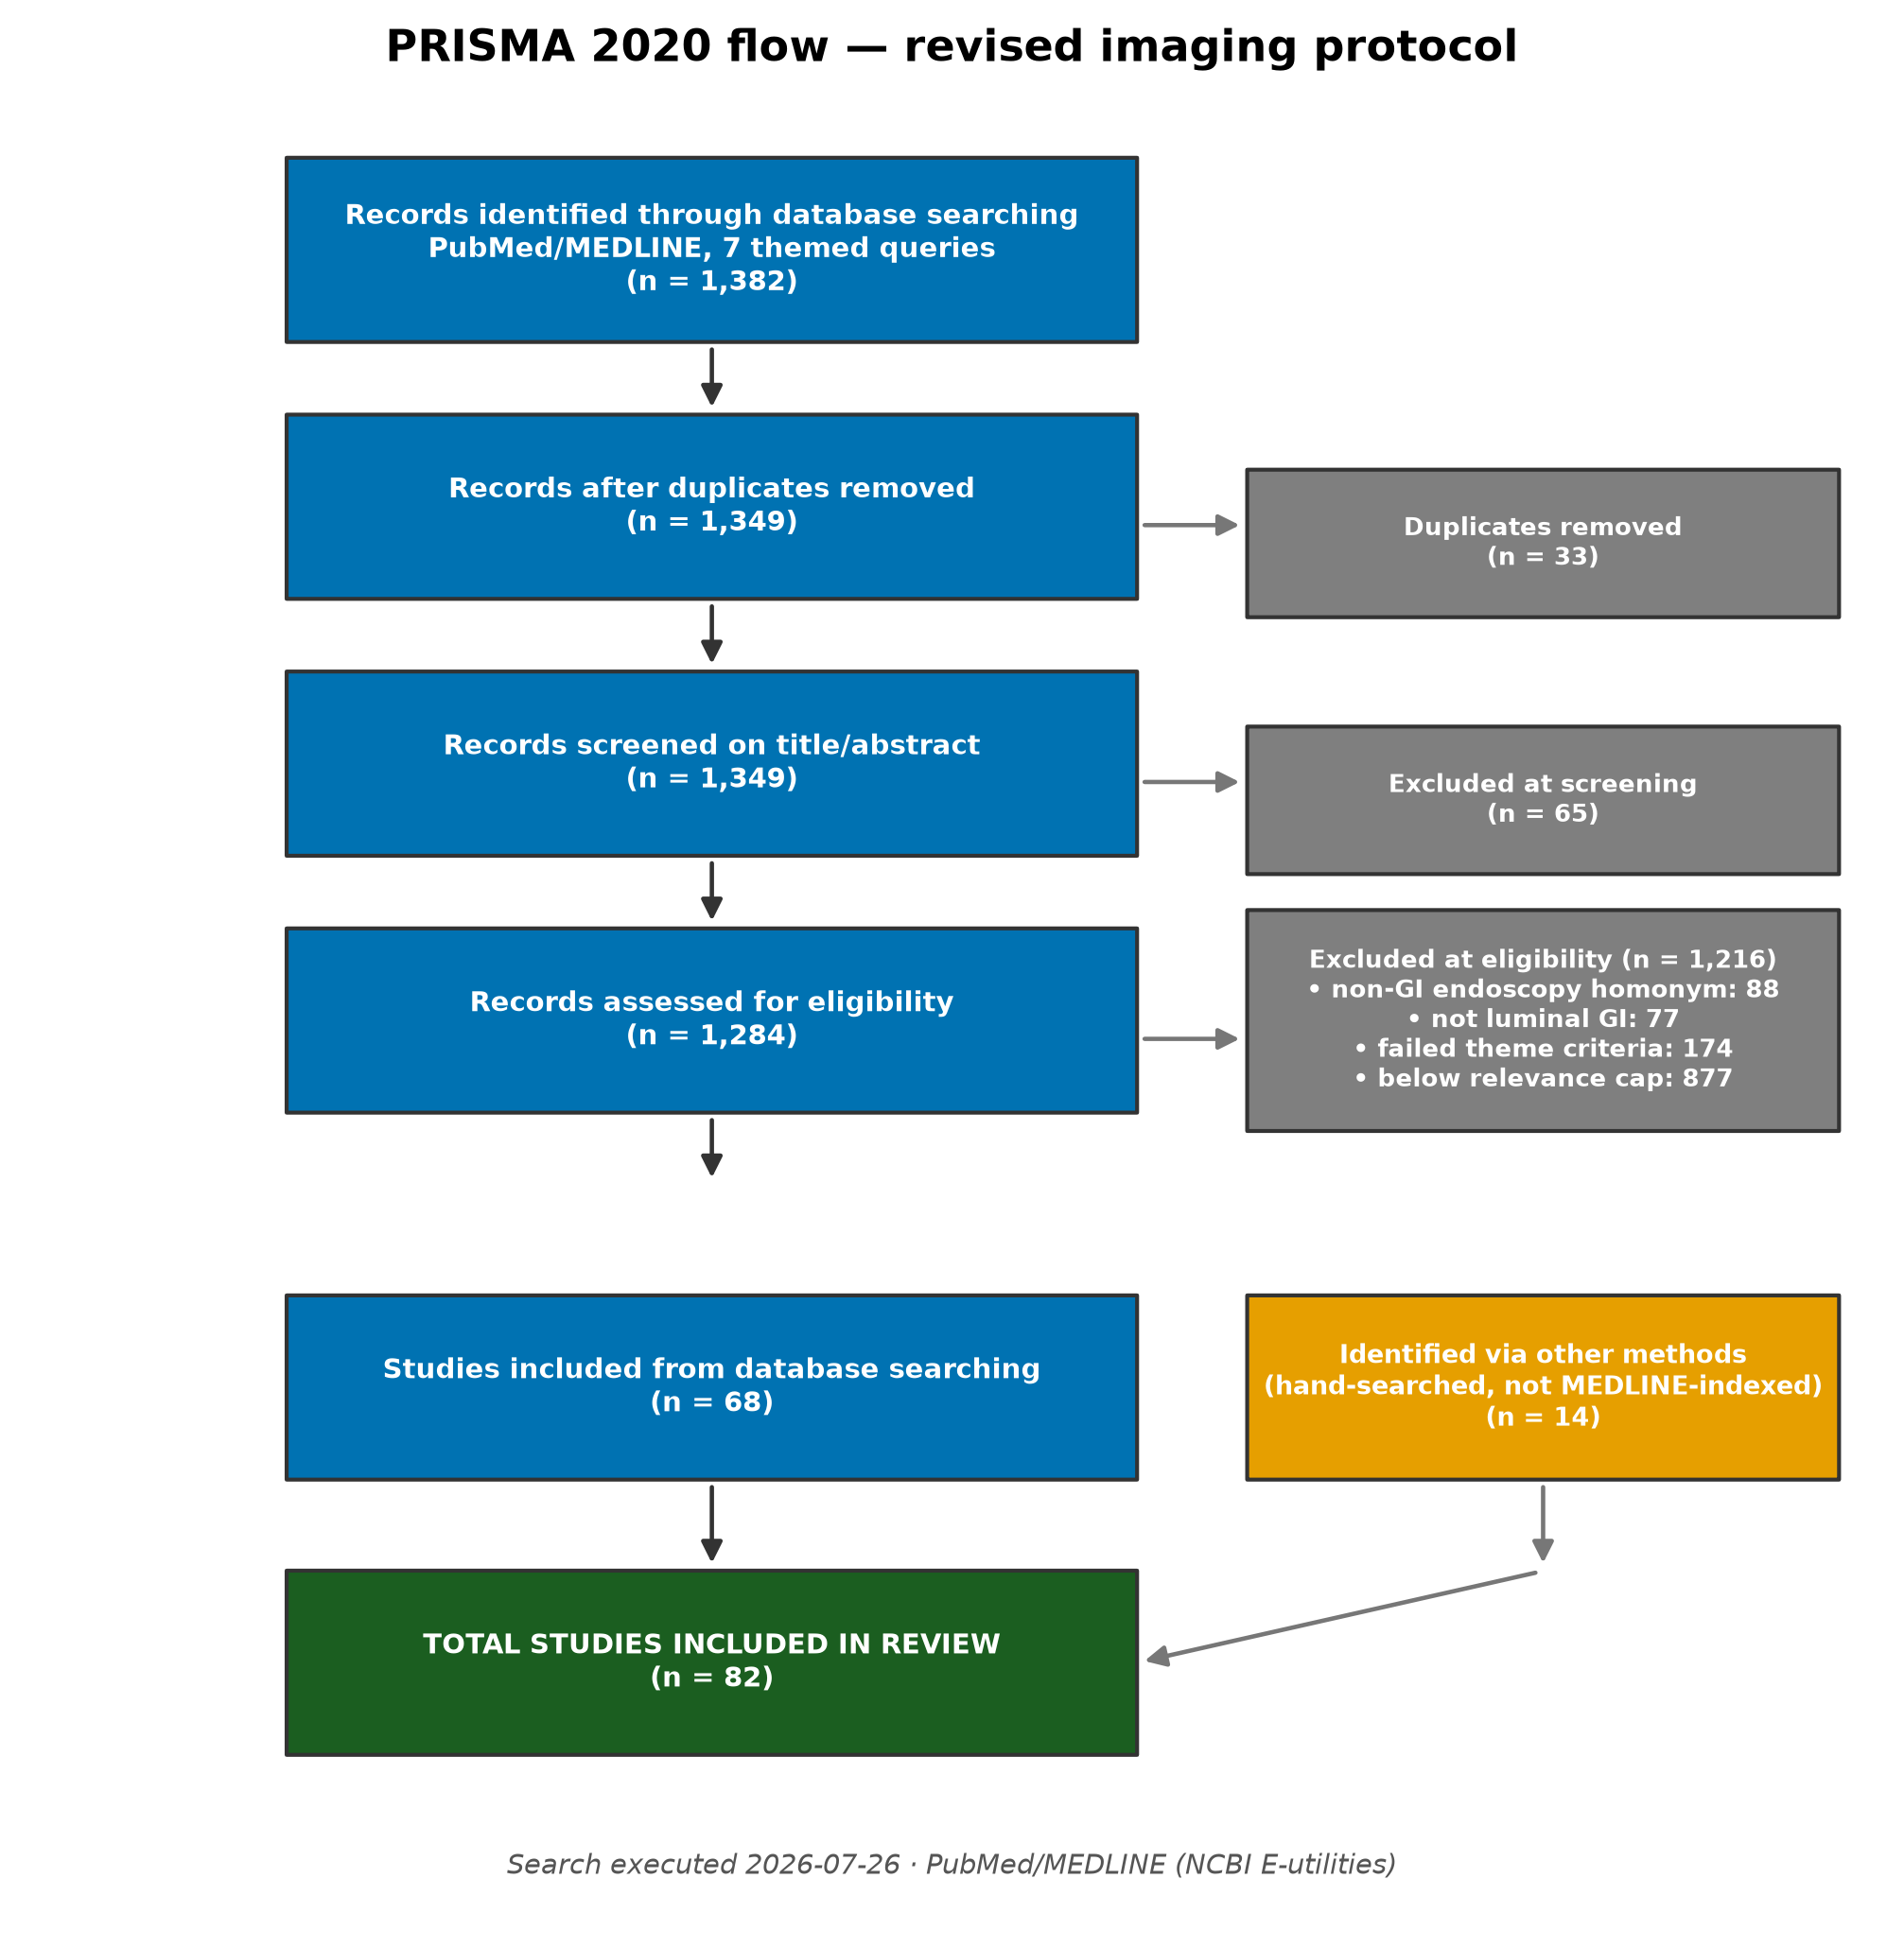 PRISMA 2020 flow — revised imaging protocol
Records identified through database searching
PubMed/MEDLINE, 7 themed queries
(n = 1,382)
Records after duplicates removed
(n = 1,349)
Duplicates removed
(n = 33)
Records screened on title/abstract
(n = 1,349)
Excluded at screening
(n = 65)
Records assessed for eligibility
(n = 1,284)
Excluded at eligibility (n = 1,216)
• non-GI endoscopy homonym: 88
• not luminal GI: 77
• failed theme criteria: 174
• below relevance cap: 877
Studies included from database searching
(n = 68)
Identified via other methods
(hand-searched, not MEDLINE-indexed)
(n = 14)
TOTAL STUDIES INCLUDED IN REVIEW
(n = 82)
Search executed 2026-07-26 · PubMed/MEDLINE (NCBI E-utilities)